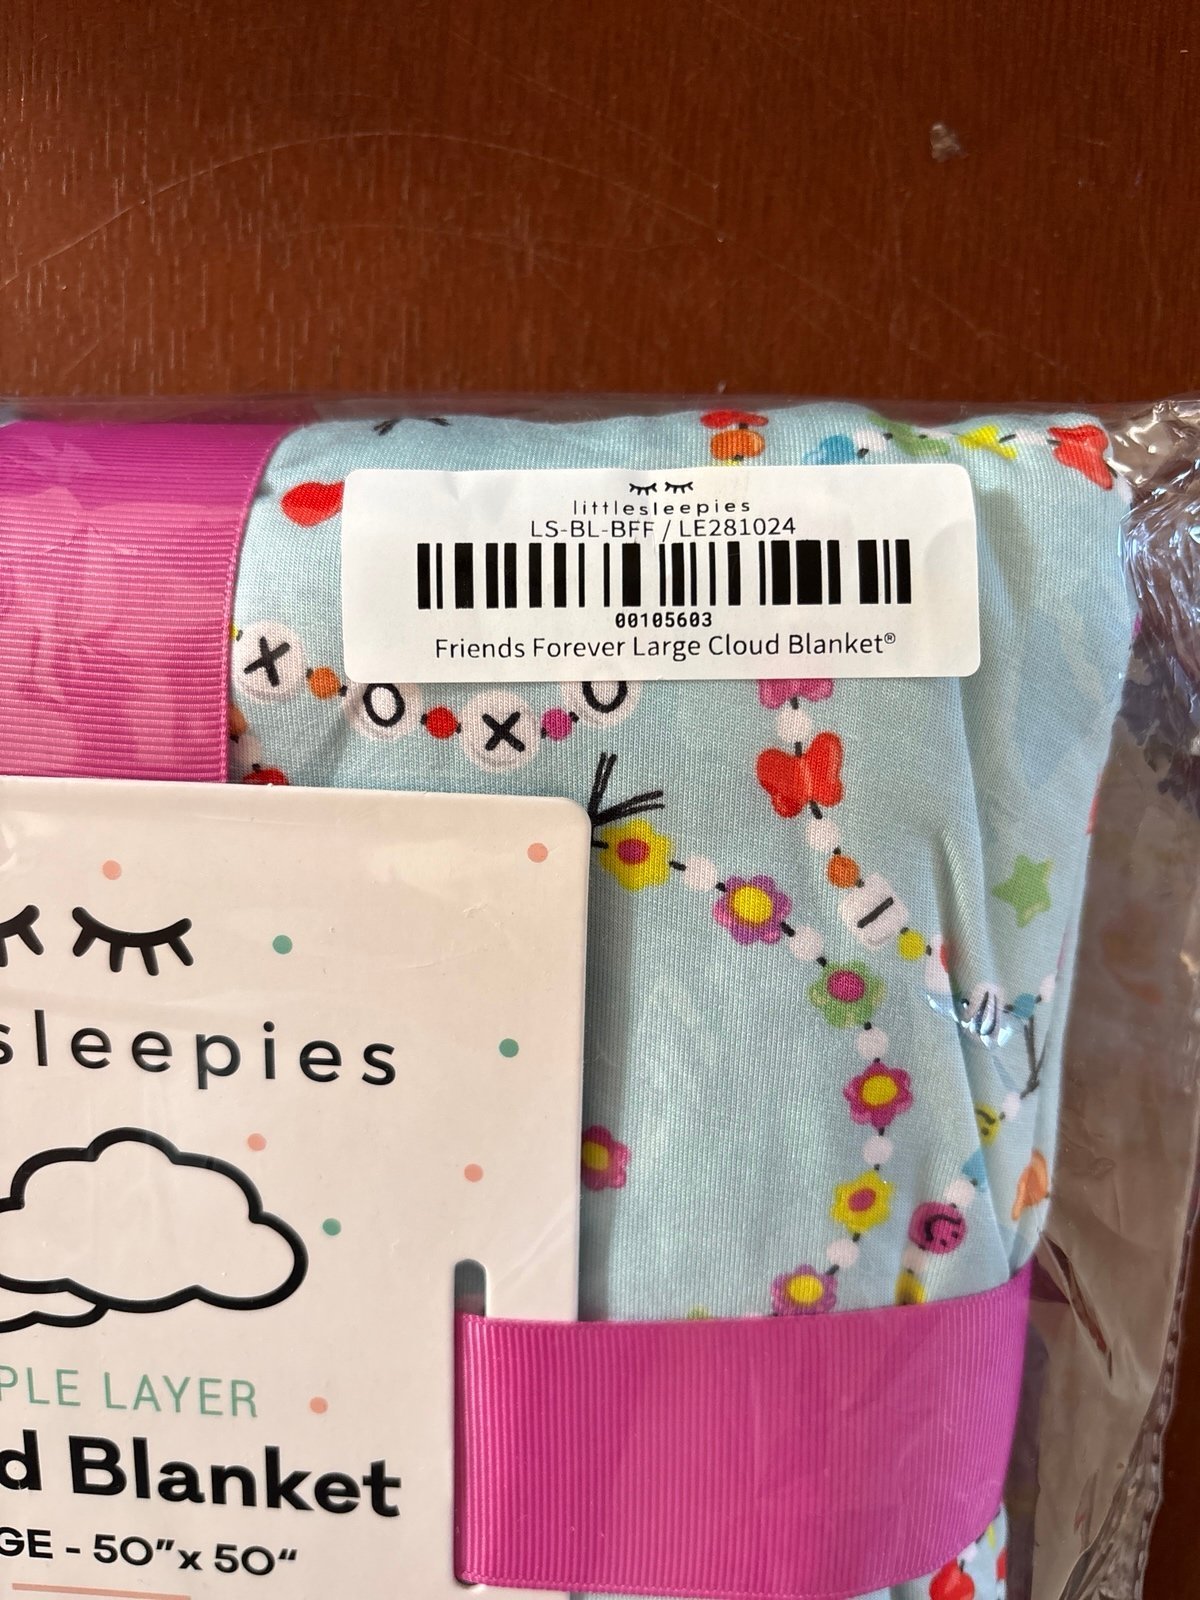 littlesleepies
LS-BL-BFF / LE281024
00105603
Friends Forever Large Cloud Blanket®
X O X O
sleepies
PLE LAYER
d Blanket
GE - 50”x 50“